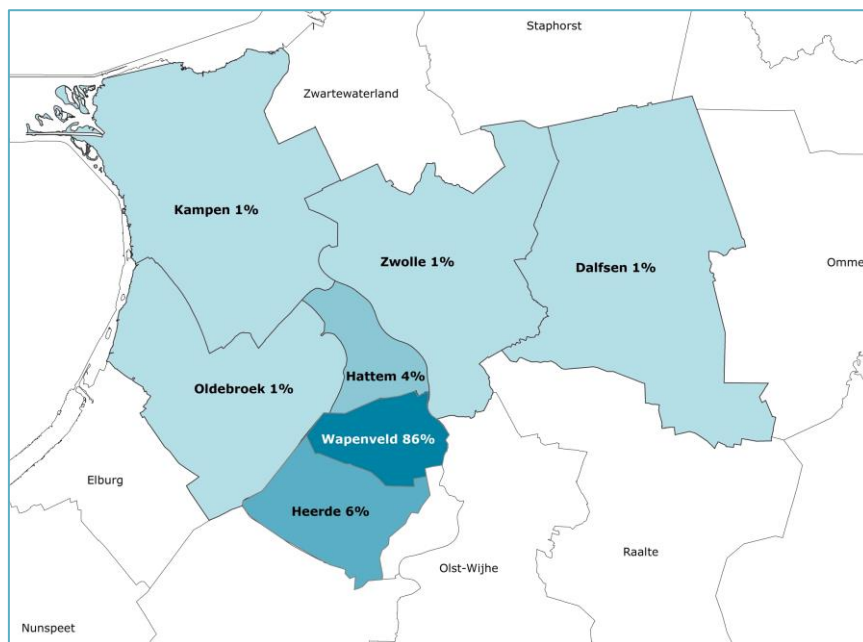 Staphorst
Zwartewaterland
Kampen 1%
Zwolle 1%
Dalfsen 1%
Omme
Hattem 4%
Oldebroek 1%
Wapenveld 86%
Elburg
Heerde 6%
Olst-Wijhe
Raalte
Nunspeet